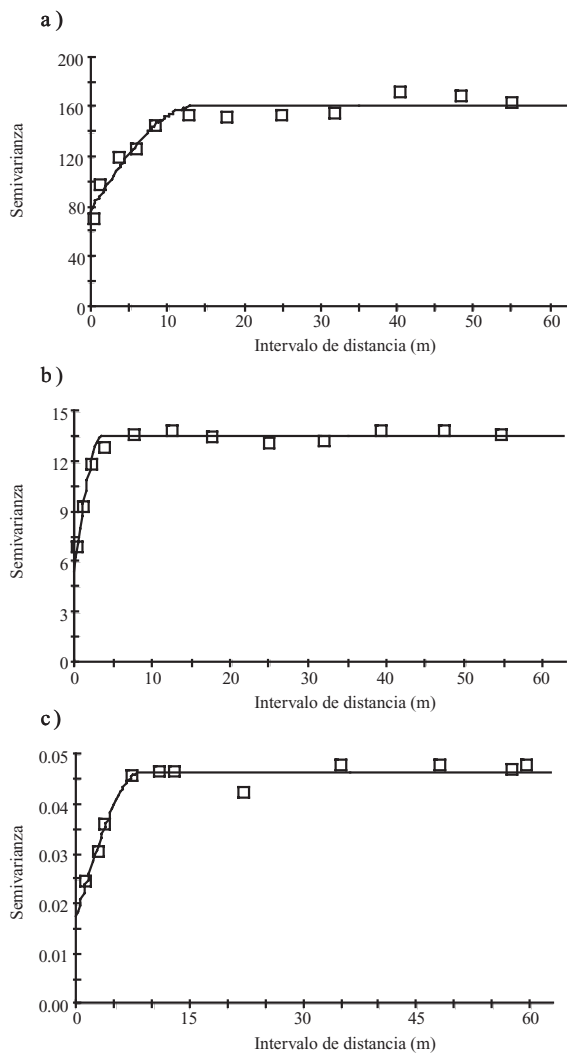 a)
200
160
120
80
40
0
Semivarianza
0 10 20 30 40 50 60
Intervalo de distancia (m)
b)
15
12
9
6
3
0
Semivarianza
0 10 20 30 40 50 60
Intervalo de distancia (m)
c)
0.05
0.04
0.03
0.02
0.01
0.00
Semivarianza
0 15 30 45 60
Intervalo de distancia (m)